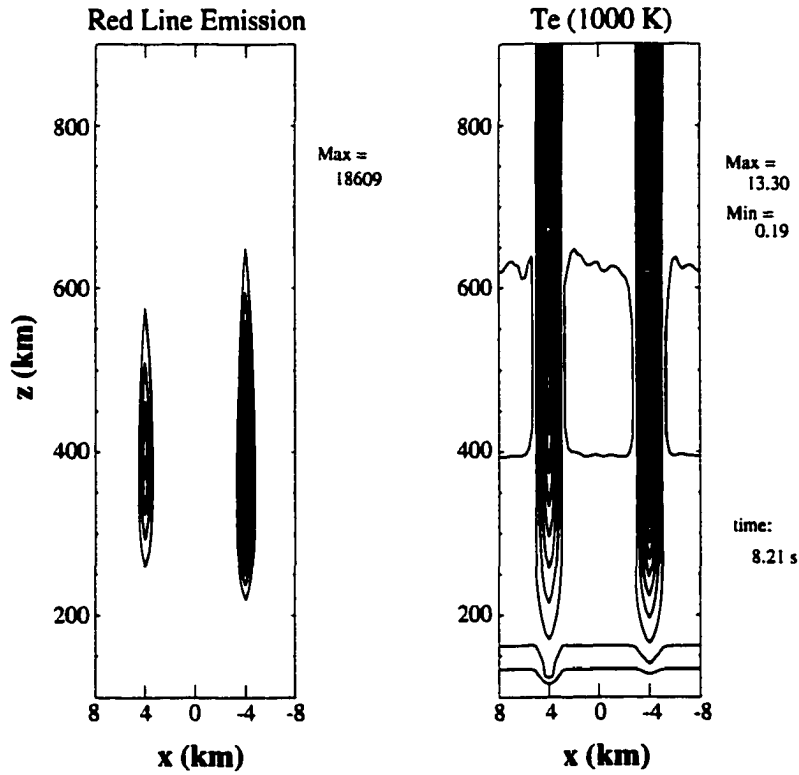 Red Line Emission
800
600
400
200
z (km)
8 4 0 -4 -8
x (km)
Max =
18609
Te (1000 K)
800
600
400
200
8 4 0 -4 -8
x (km)
Max =
13.30
Min =
0.19
time:
8.21 s